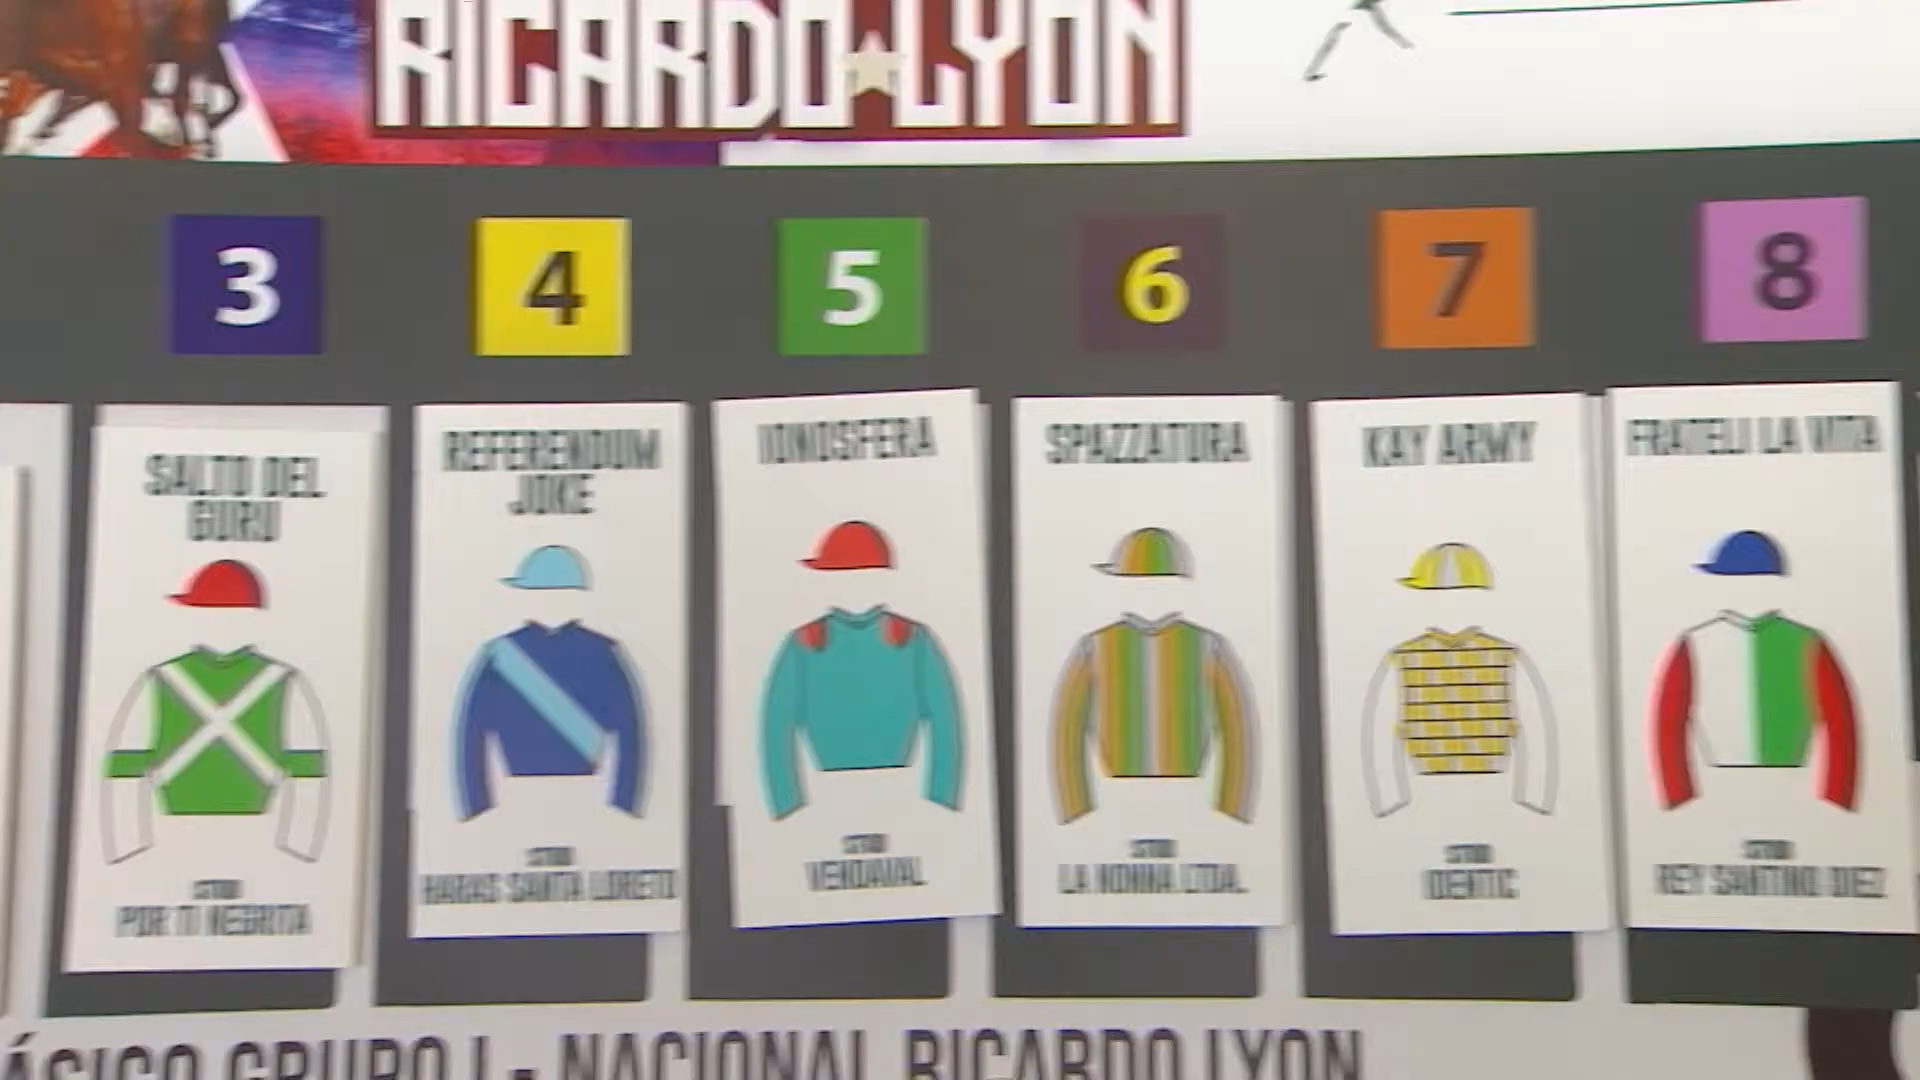 RICARDO LYON
3
4
5
6
7
8
SALTO DEL
GURU
STUD
POR TI NEGRITA
REFERENDUM
JOKE
STUD
HARAS SANTA LORETO
IONOSFERA
STUD
VENDAVAL
SPAZZATURA
STUD
LA NONNA LTDA.
KAY ARMY
STUD
IDENTIC
FRATELI LA VITA
STUD
REY SANTINO DIEZ
ÁSICO GRUPO I - NACIONAL RICARDO LYON